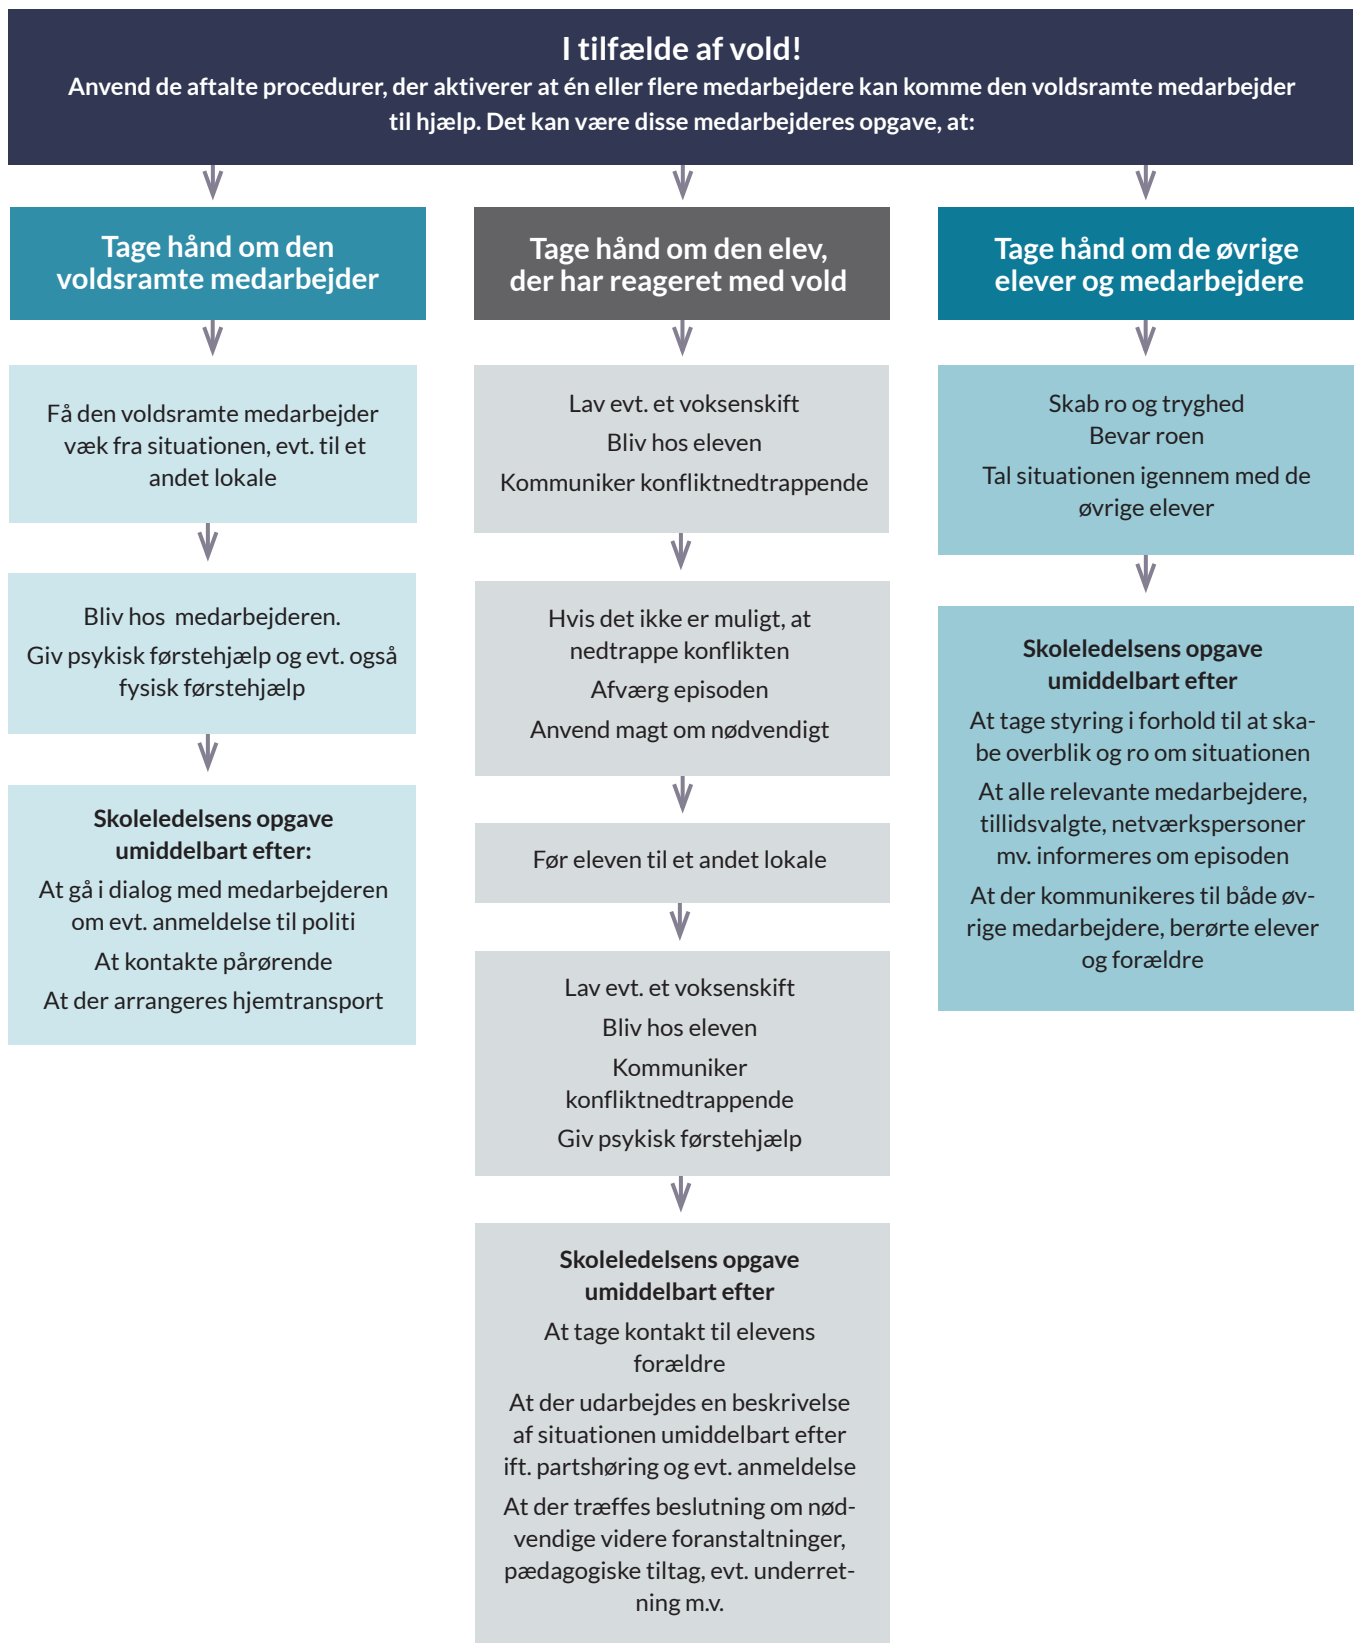 I tilfælde af vold!
Anvend de aftalte procedurer, der aktiverer at én eller flere medarbejdere kan komme den voldsramte medarbejder
til hjælp. Det kan være disse medarbejderes opgave, at:
Tage hånd om den
voldsramte medarbejder
Få den voldsramte medarbejder
væk fra situationen, evt. til et
andet lokale
Bliv hos  medarbejderen.
Giv psykisk førstehjælp og evt. også
fysisk førstehjælp
Skoleledelsens opgave
umiddelbart efter:
At gå i dialog med medarbejderen
om evt. anmeldelse til politi
At kontakte pårørende
At der arrangeres hjemtransport
Tage hånd om den elev,
der har reageret med vold
Lav evt. et voksenskift
Bliv hos eleven
Kommuniker konfliktnedtrappende
Hvis det ikke er muligt, at
nedtrappe konflikten
Afværg episoden
Anvend magt om nødvendigt
Før eleven til et andet lokale
Lav evt. et voksenskift
Bliv hos eleven
Kommuniker
konfliktnedtrappende
Giv psykisk førstehjælp
Skoleledelsens opgave
umiddelbart efter
At tage kontakt til elevens
forældre
At der udarbejdes en beskrivelse
af situationen umiddelbart efter
ift. partshøring og evt. anmeldelse
At der træffes beslutning om nød-
vendige videre foranstaltninger,
pædagogiske tiltag, evt. underret-
ning m.v.
Tage hånd om de øvrige
elever og medarbejdere
Skab ro og tryghed
Bevar roen
Tal situationen igennem med de
øvrige elever
Skoleledelsens opgave
umiddelbart efter
At tage styring i forhold til at ska-
be overblik og ro om situationen
At alle relevante medarbejdere,
tillidsvalgte, netværkspersoner
mv. informeres om episoden
At der kommunikeres til både øv-
rige medarbejdere, berørte elever
og forældre